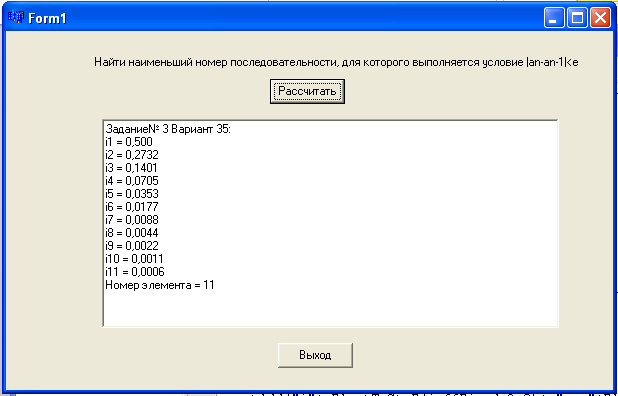 Form1
Найти наименьший номер последовательности, для которого выполняется условие |an-an-1|<e
Рассчитать
Задание№ 3 Вариант 35:
i1 = 0,500
i2 = 0,2732
i3 = 0,1401
i4 = 0,0705
i5 = 0,0353
i6 = 0,0177
i7 = 0,0088
i8 = 0,0044
i9 = 0,0022
i10 = 0,0011
i11 = 0,0006
Номер элемента = 11
Выход